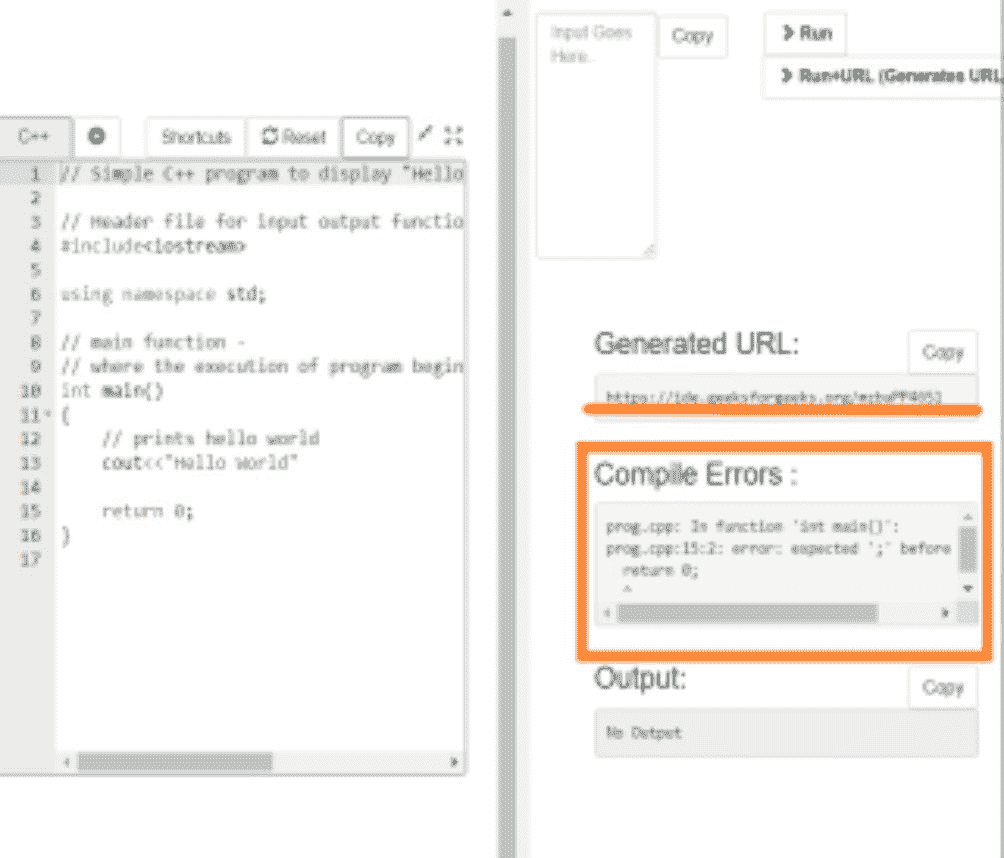 C++
Shortcuts
Reset
Copy
1 // Simple C++ program to display "Hello
2
3 // Header file for input output functio
4 #include<iostream>
5
6 using namespace std;
7
8 // main function -
9 // where the execution of program begin
10 int main()
11 {
12 // prints hello world
13 cout<<"Hello World"
14
15 return 0;
16 }
17
Input Goes
Here..
Copy
Run
Run+URL (Generates URL
Generated URL:
Copy
Compile Errors :
prog.cpp: In function 'int main()':
prog.cpp:15:2: error: expected ';' before
return 0;
^
Output:
Copy
No Output